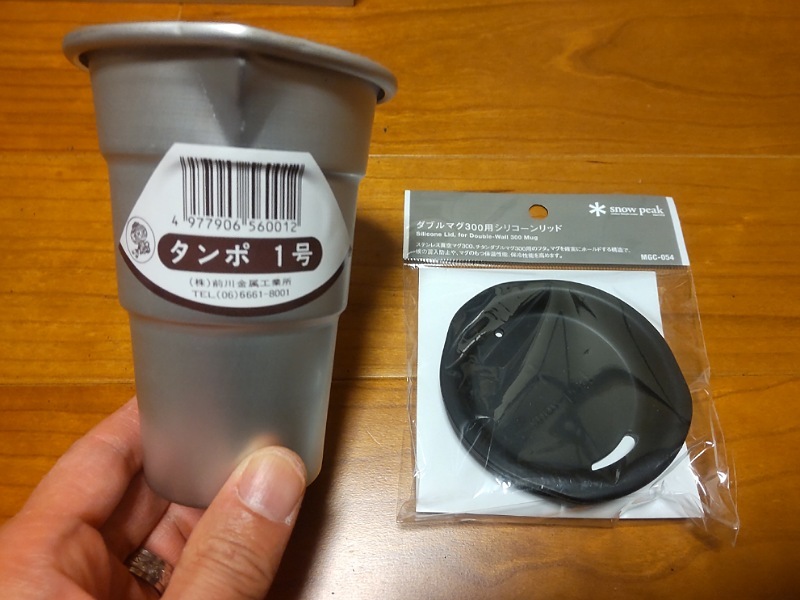 4 977906 560012
タンポ 1号
(株)前川金属工業所
TEL.(06)6661-8001
snow peak
ダブルマグ300用シリコーンリッド
Silicone Lid, for Double-Wall 300 Mug
MGC-054